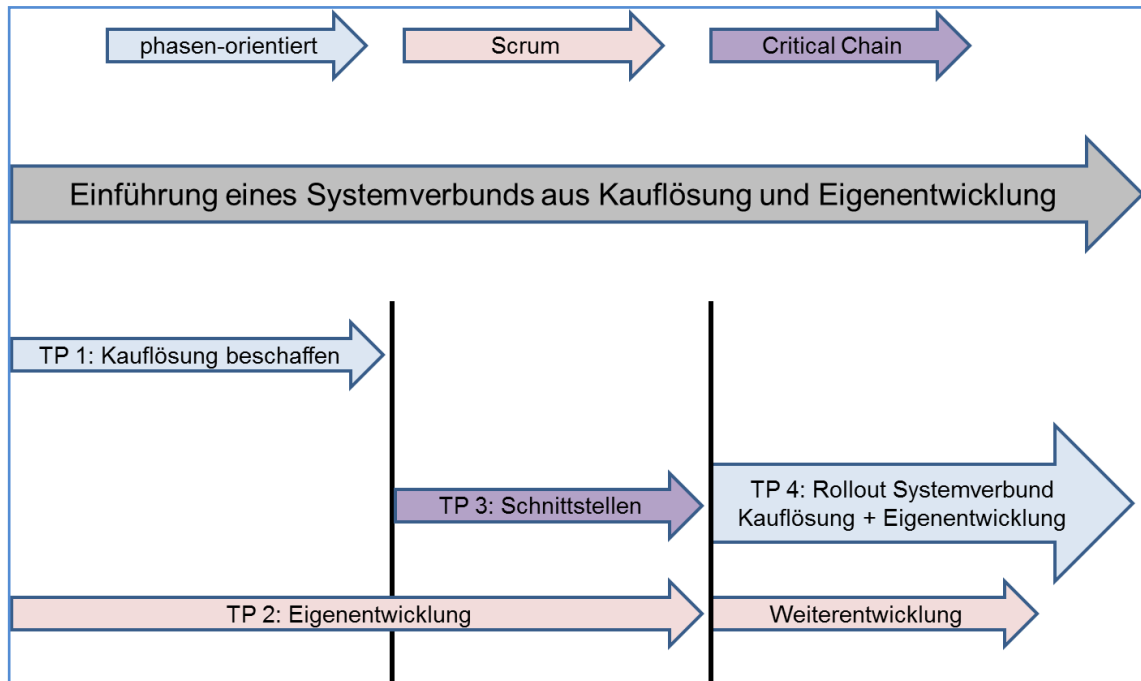 phasen-orientiert
Scrum
Critical Chain
Einführung eines Systemverbunds aus Kauflösung und Eigenentwicklung
TP 1: Kauflösung beschaffen
TP 3: Schnittstellen
TP 4: Rollout Systemverbund
Kauflösung + Eigenentwicklung
TP 2: Eigenentwicklung
Weiterentwicklung